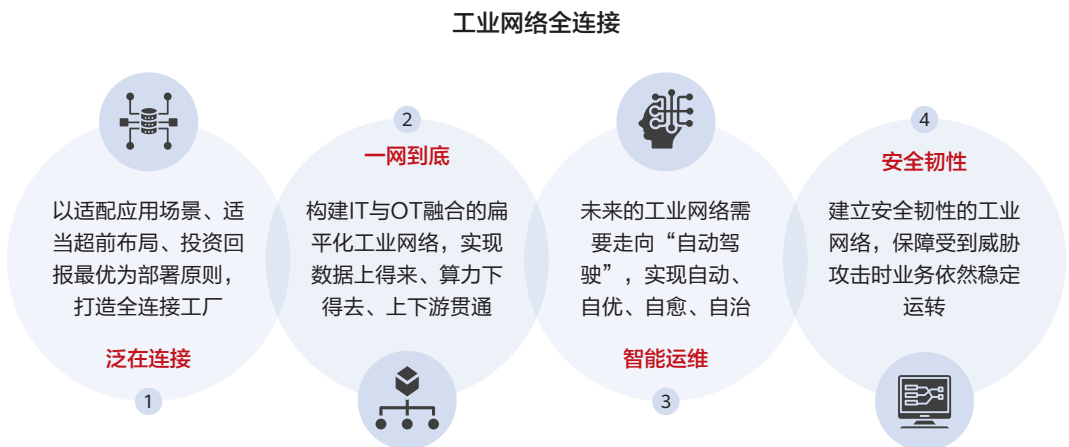 工业网络全连接
以适配应用场景、适
当超前布局、投资回
报最优为部署原则，
打造全连接工厂
泛在连接
1
2
一网到底
构建IT与OT融合的扁
平化工业网络，实现
数据上得来、算力下
得去、上下游贯通
未来的工业网络需
要走向“自动驾
驶”，实现自动、
自优、自愈、自治
智能运维
3
4
安全韧性
建立安全韧性的工业
网络，保障受到威胁
攻击时业务依然稳定
运转